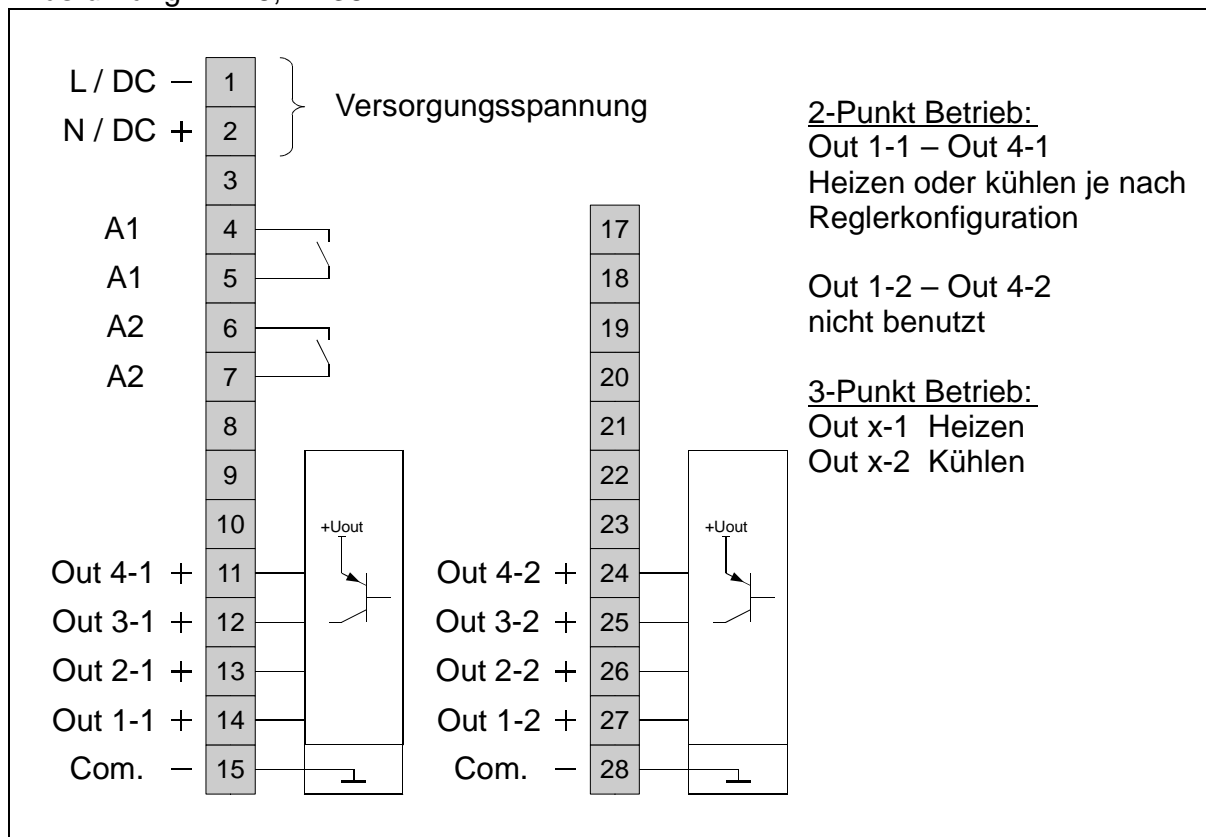 L / DC – 1
N / DC + 2
Versorgungsspannung
3
A1 4
A1 5
A2 6
A2 7
8
9
10
Out 4-1 + 11
Out 3-1 + 12
Out 2-1 + 13
Out 1-1 + 14
Com. – 15
+Uout
17
18
19
20
21
22
23
Out 4-2 + 24
Out 3-2 + 25
Out 2-2 + 26
Out 1-2 + 27
Com. – 28
+Uout
2-Punkt Betrieb:
Out 1-1 – Out 4-1
Heizen oder kühlen je nach
Reglerkonfiguration
Out 1-2 – Out 4-2
nicht benutzt
3-Punkt Betrieb:
Out x-1 Heizen
Out x-2 Kühlen